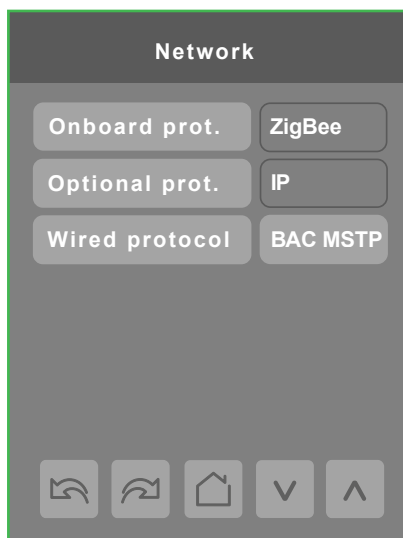 Network
Onboard prot. ZigBee
Optional prot. IP
Wired protocol BAC MSTP